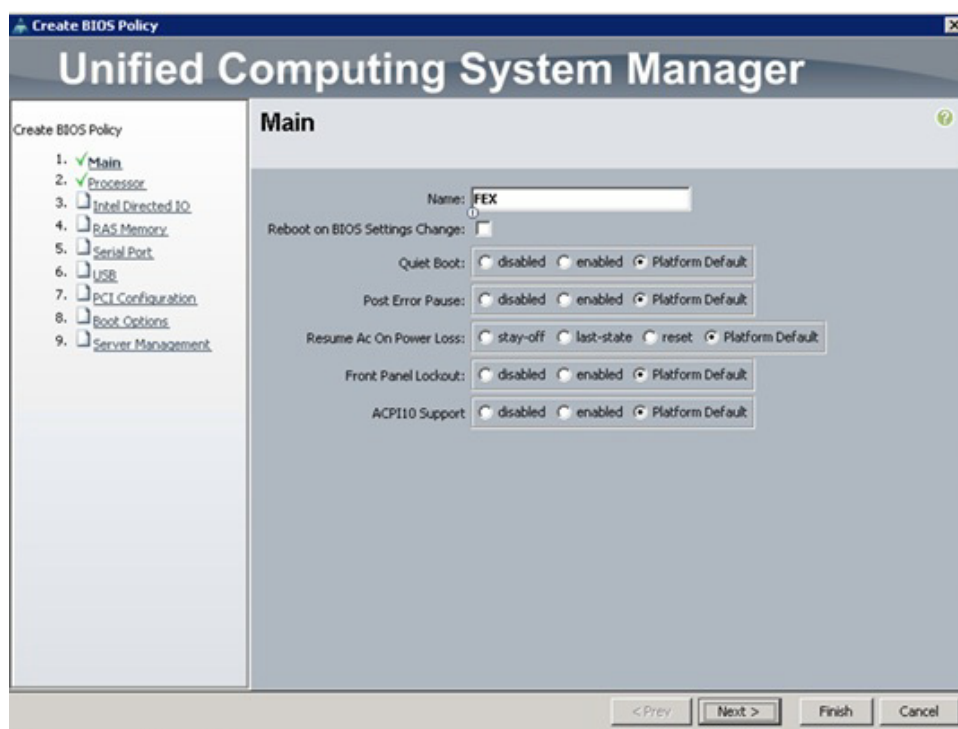 Create BIOS Policy
Unified Computing System Manager
Create BIOS Policy
1. Main
2. Processor
3. Intel Directed IO
4. RAS Memory
5. Serial Port
6. USB
7. PCI Configuration
8. Boot Options
9. Server Management
Main
Name: FEX
Reboot on BIOS Settings Change:
Quiet Boot: disabled enabled Platform Default
Post Error Pause: disabled enabled Platform Default
Resume Ac On Power Loss: stay-off last-state reset Platform Default
Front Panel Lockout: disabled enabled Platform Default
ACPI10 Support disabled enabled Platform Default
< Prev Next > Finish Cancel